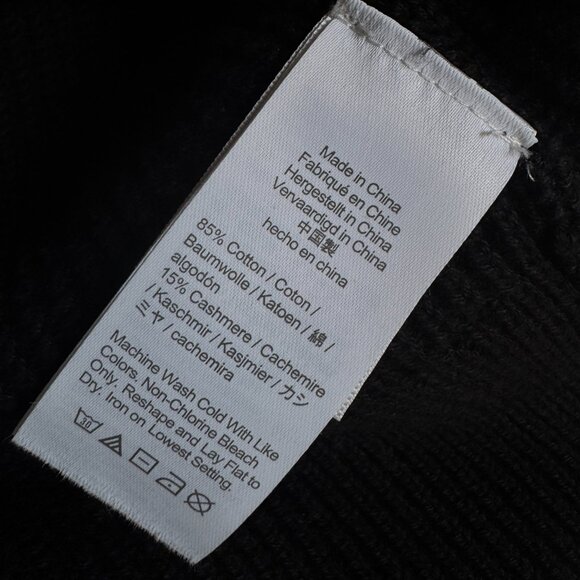 Made in China
Fabriqué en Chine
Hergestellt in China
Vervaardigd in China
中国製
hecho en china
85% Cotton / Coton /
Baumwolle / Katoen / 綿 /
algodón
15% Cashmere / Cachemire
/ Kaschmir / Kasjmier / カシ
ミヤ / cachemira
Machine Wash Cold With Like
Colors. Non-Chlorine Bleach
Only. Reshape and Lay Flat to
Dry. Iron on Lowest Setting.
30